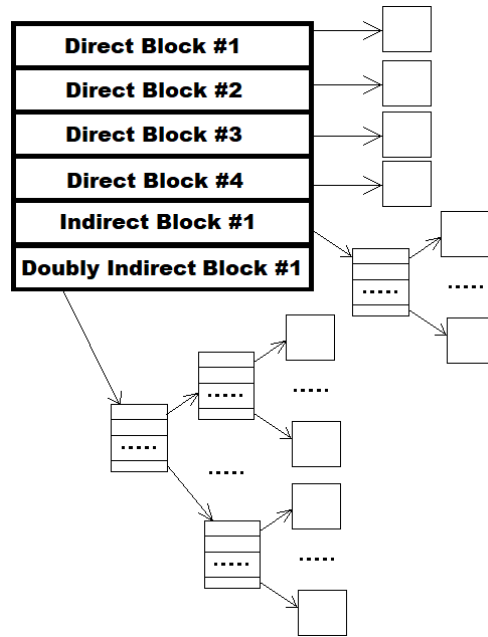 Direct Block #1
Direct Block #2
Direct Block #3
Direct Block #4
Indirect Block #1
Doubly Indirect Block #1